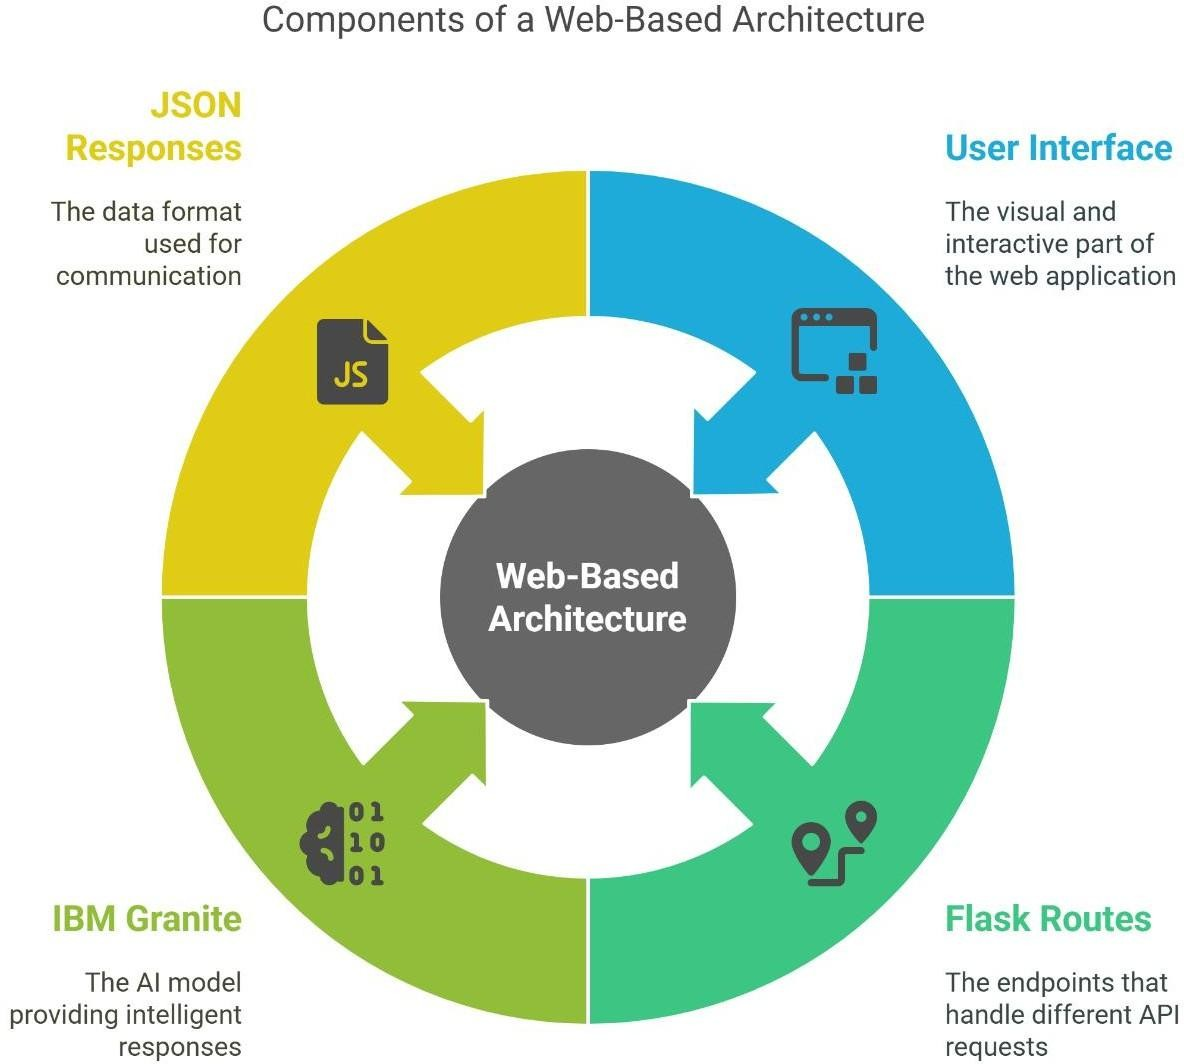 Components of a Web-Based Architecture
JSON
Responses
The data format
used for
communication
User Interface
The visual and
interactive part of
the web application
JS
Web-Based
Architecture
01
10
01
IBM Granite
The AI model
providing intelligent
responses
Flask Routes
The endpoints that
handle different API
requests